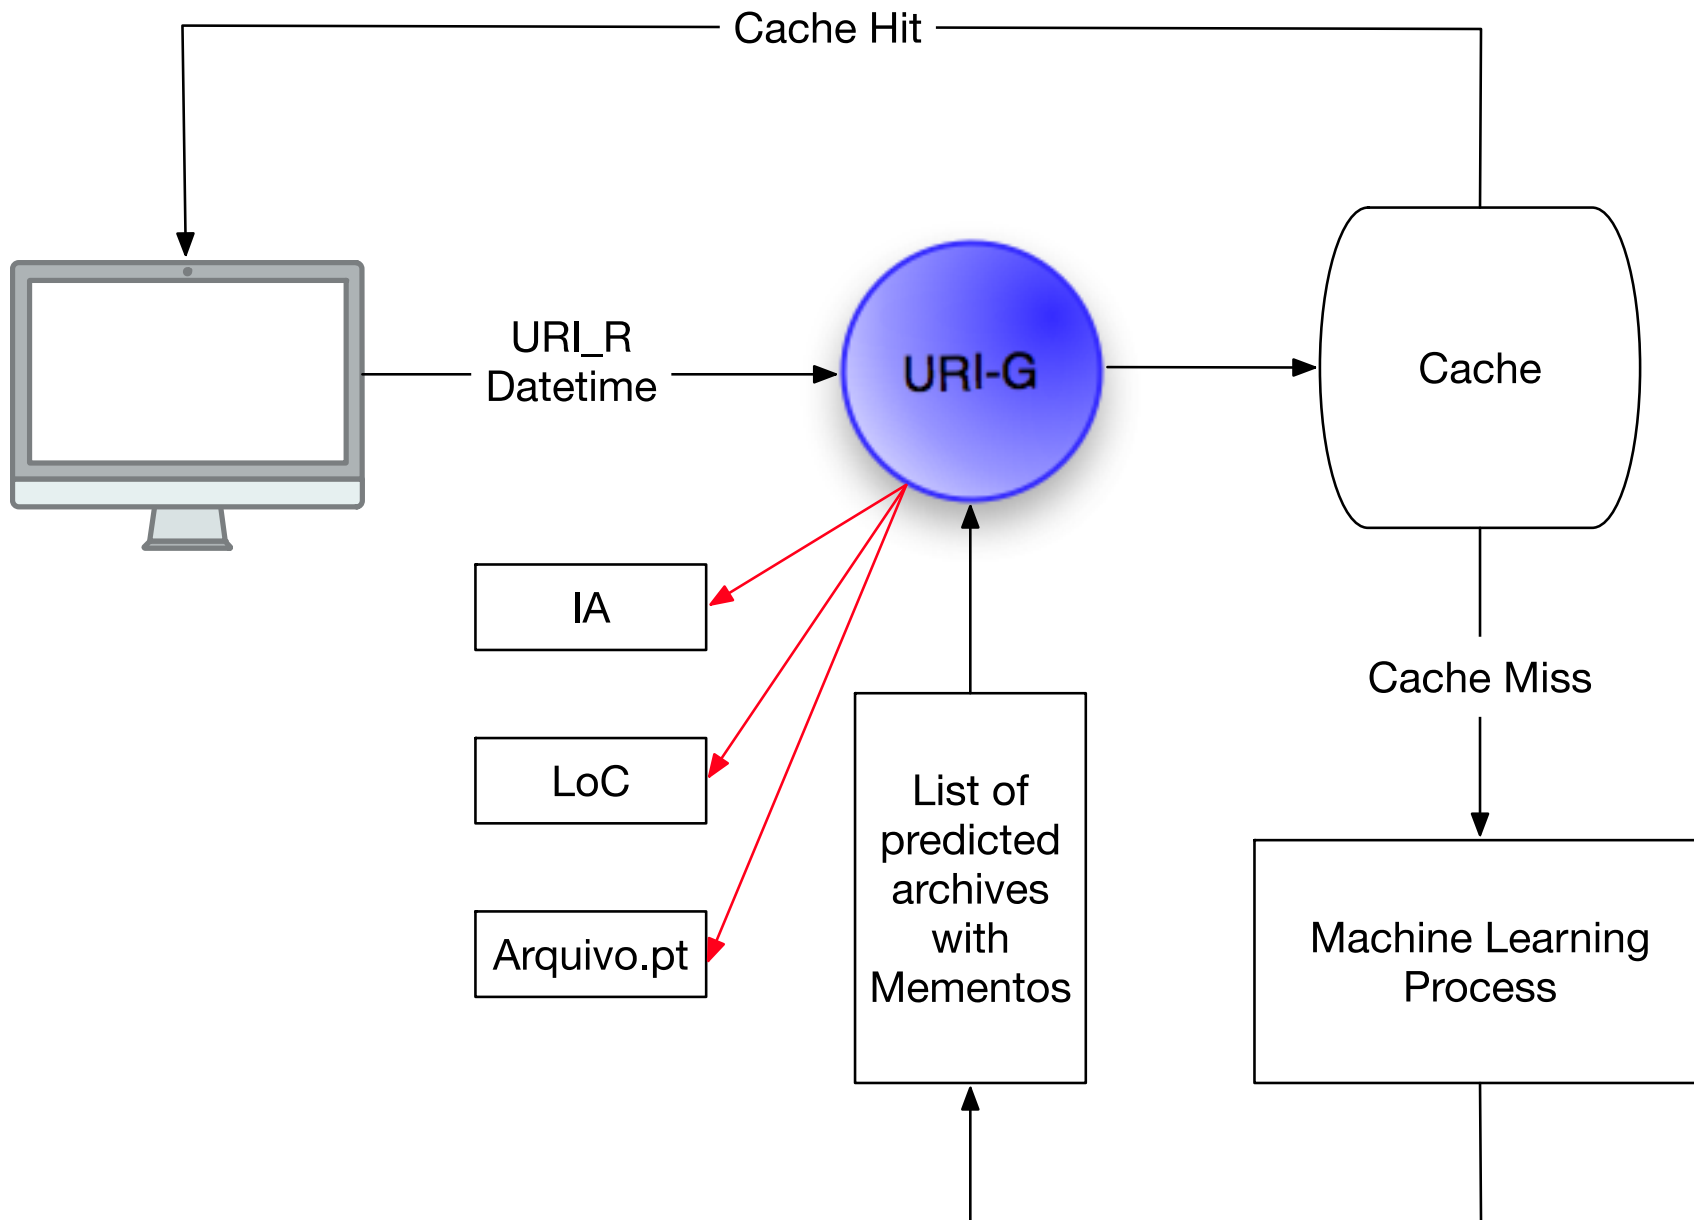 Cache Hit
URI_R
Datetime
URI-G
Cache
IA
LoC
Arquivo.pt
List of
predicted
archives
with
Mementos
Cache Miss
Machine Learning
Process